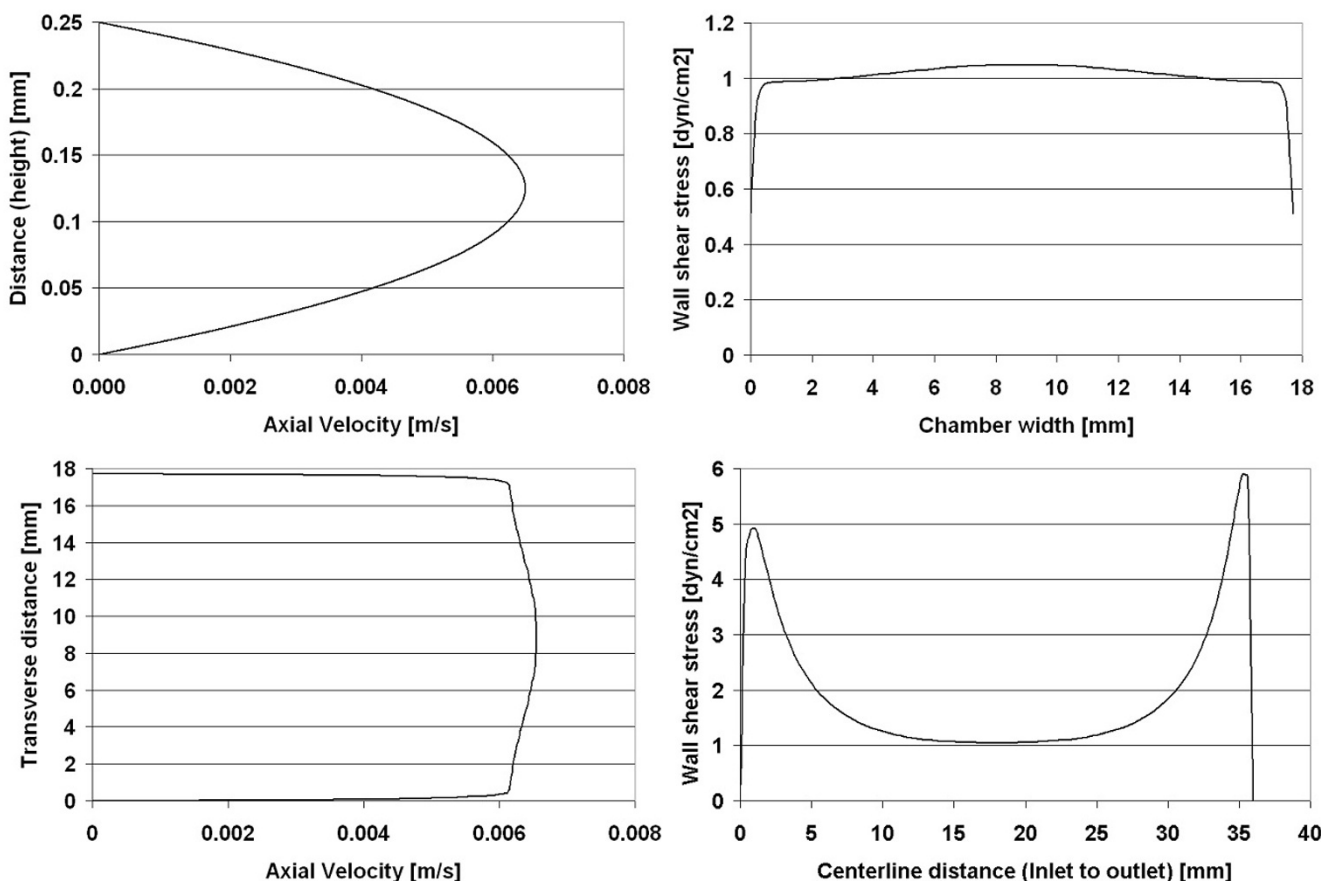 Distance (height) [mm]
0.25
0.2
0.15
0.1
0.05
0
0.000 0.002 0.004 0.006 0.008
Axial Velocity [m/s]
Wall shear stress [dyn/cm2]
1.2
1
0.8
0.6
0.4
0.2
0
0 2 4 6 8 10 12 14 16 18
Chamber width [mm]
Transverse distance [mm]
18
16
14
12
10
8
6
4
2
0
0 0.002 0.004 0.006 0.008
Axial Velocity [m/s]
Wall shear stress [dyn/cm2]
6
5
4
3
2
1
0
0 5 10 15 20 25 30 35 40
Centerline distance (Inlet to outlet) [mm]